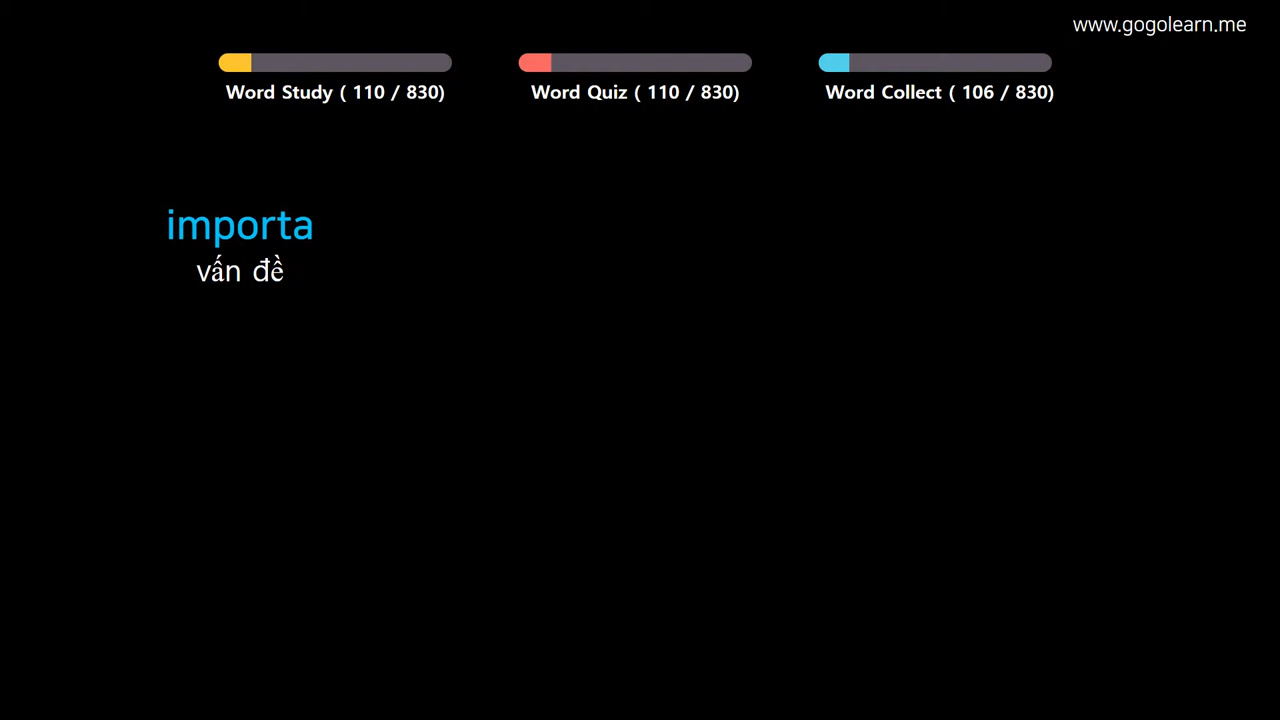 www.gogolearn.me
Word Study ( 110 / 830)
Word Quiz ( 110 / 830)
Word Collect ( 106 / 830)
importa
vấn đề